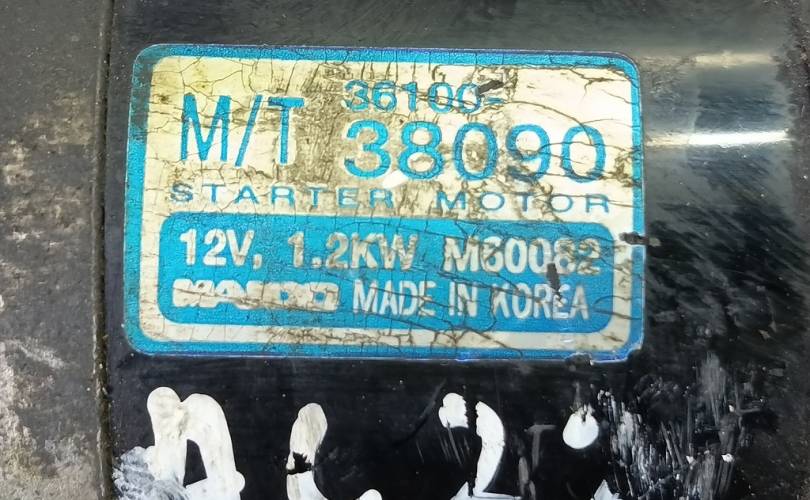 36100-
M/T 38090
STARTER MOTOR
12V, 1.2KW M60082
MADE IN KOREA